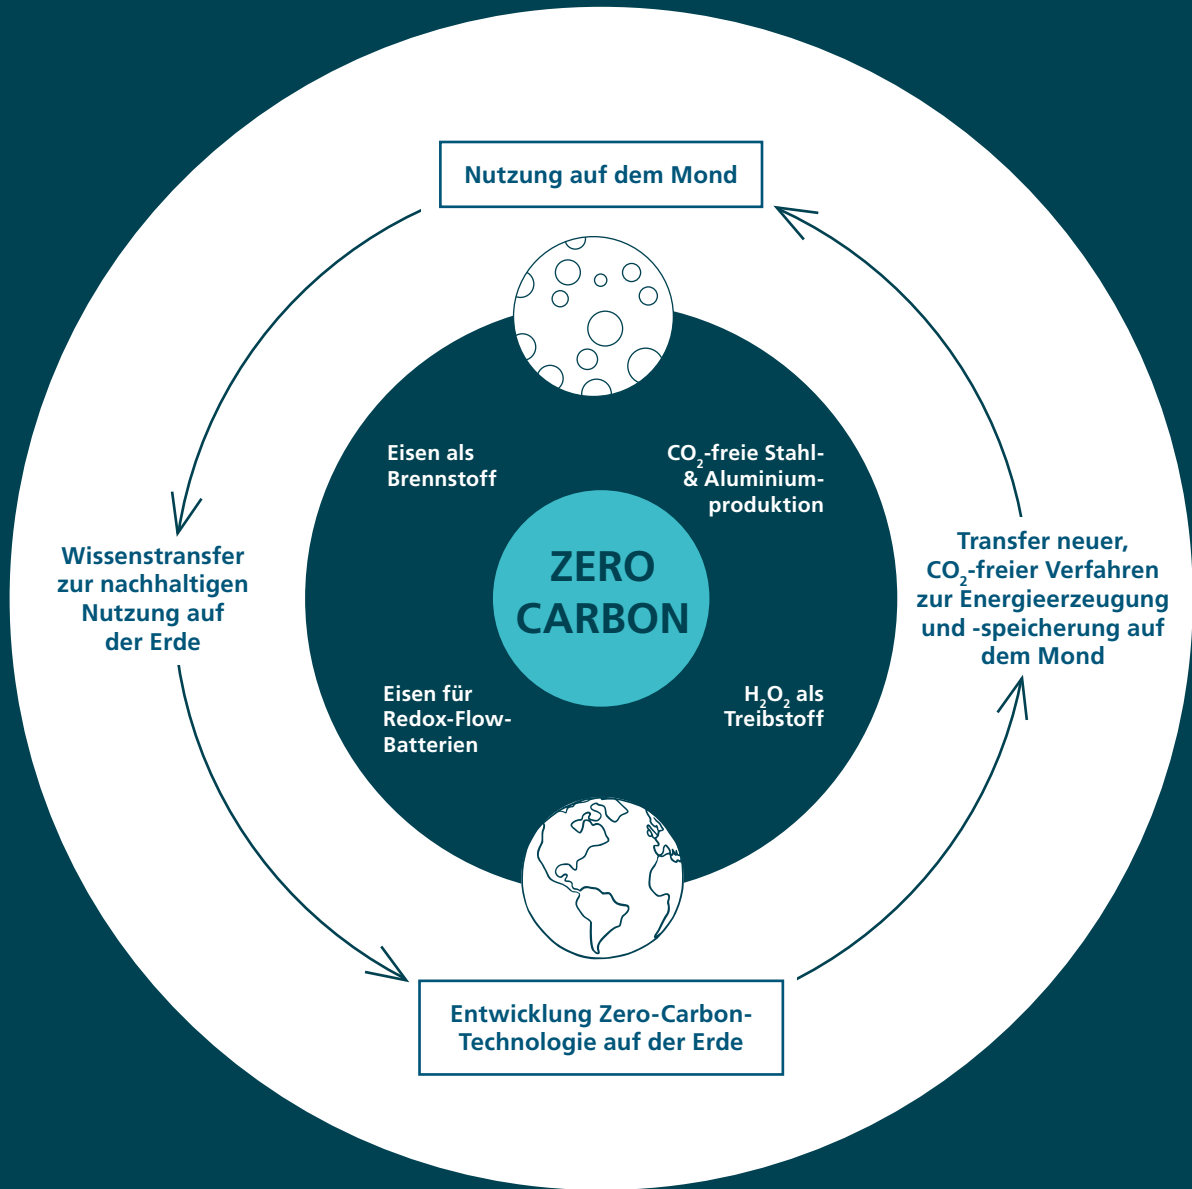 Nutzung auf dem Mond
Eisen als
Brennstoff
CO₂-freie Stahl-
& Aluminium-
produktion
Wissenstransfer
zur nachhaltigen
Nutzung auf
der Erde
ZERO
CARBON
Transfer neuer,
CO₂-freier Verfahren
zur Energieerzeugung
und -speicherung auf
dem Mond
Eisen für
Redox-Flow-
Batterien
H₂O₂ als
Treibstoff
Entwicklung Zero-Carbon-
Technologie auf der Erde